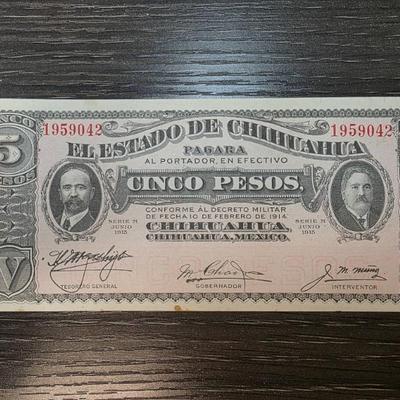 1959042 1959042
EL ESTADO DE CHIHUAHUA
PAGARA
AL PORTADOR, EN EFECTIVO
5
CINCO PESOS
CONFORME AL DECRETO MILITAR
DE FECHA 10 DE FEBRERO DE 1914
SERIE M
JUNIO
1915
SERIE M
JUNIO
1915
CHIHUAHUA,
CHIHUAHUA, MEXICO.
V
TESORERO GENERAL
GOBERNADOR
J. M. Nuñez
INTERVENTOR